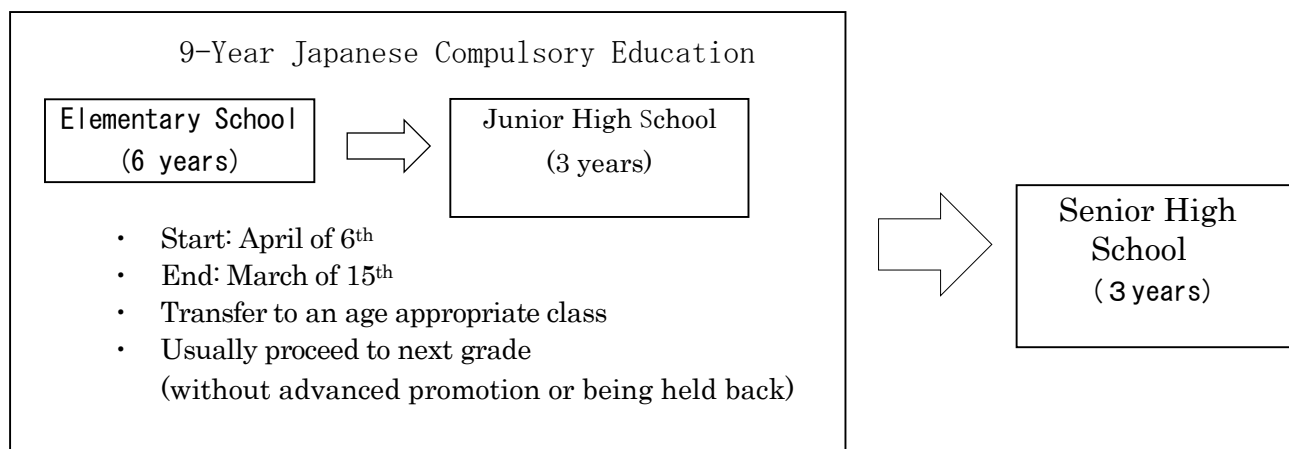 9-Year Japanese Compulsory Education
Elementary School
(6 years)
Junior High School
(3 years)
・ Start: April of 6th
・ End: March of 15th
・ Transfer to an age appropriate class
・ Usually proceed to next grade
(without advanced promotion or being held back)
Senior High
School
(３years)